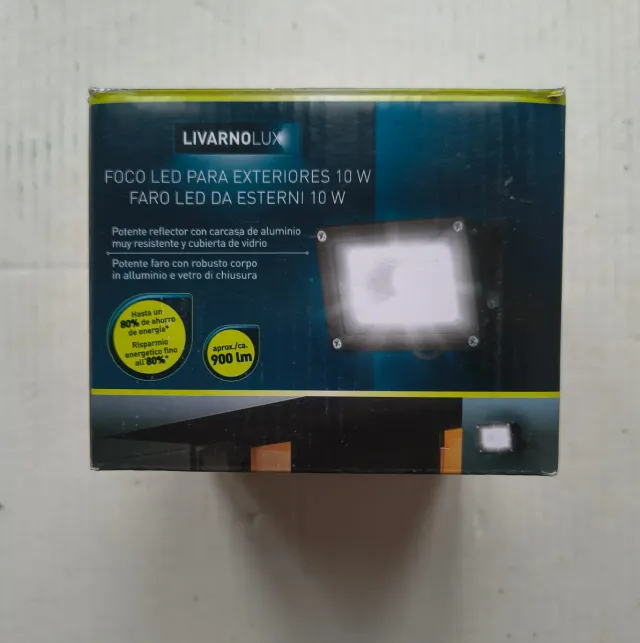 LIVARNOLUX
FOCO LED PARA EXTERIORES 10 W
FARO LED DA ESTERNI 10 W
Potente reflector con carcasa de aluminio
muy resistente y cubierta de vidrio
Potente faro con robusto corpo
in alluminio e vetro di chiusura
Hasta un
80% de ahorro
de energía*
Risparmio
energetico fino
all'80%*
aprox./ca.
900 lm